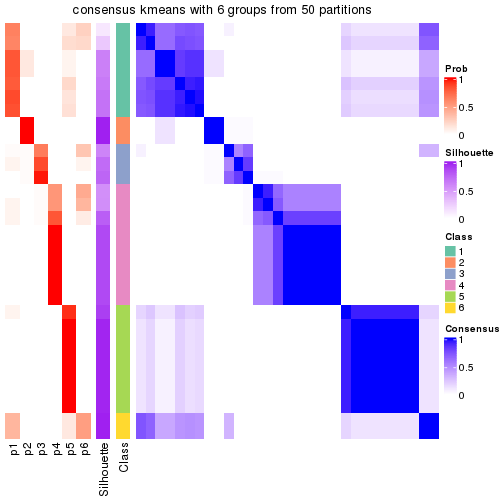 consensus kmeans with 6 groups from 50 partitions
Prob
1
0.5
0
Silhouette
1
0.5
0
Class
1
2
3
4
5
6
Consensus
1
0.5
0
p1
p2
p3
p4
p5
p6
Silhouette
Class